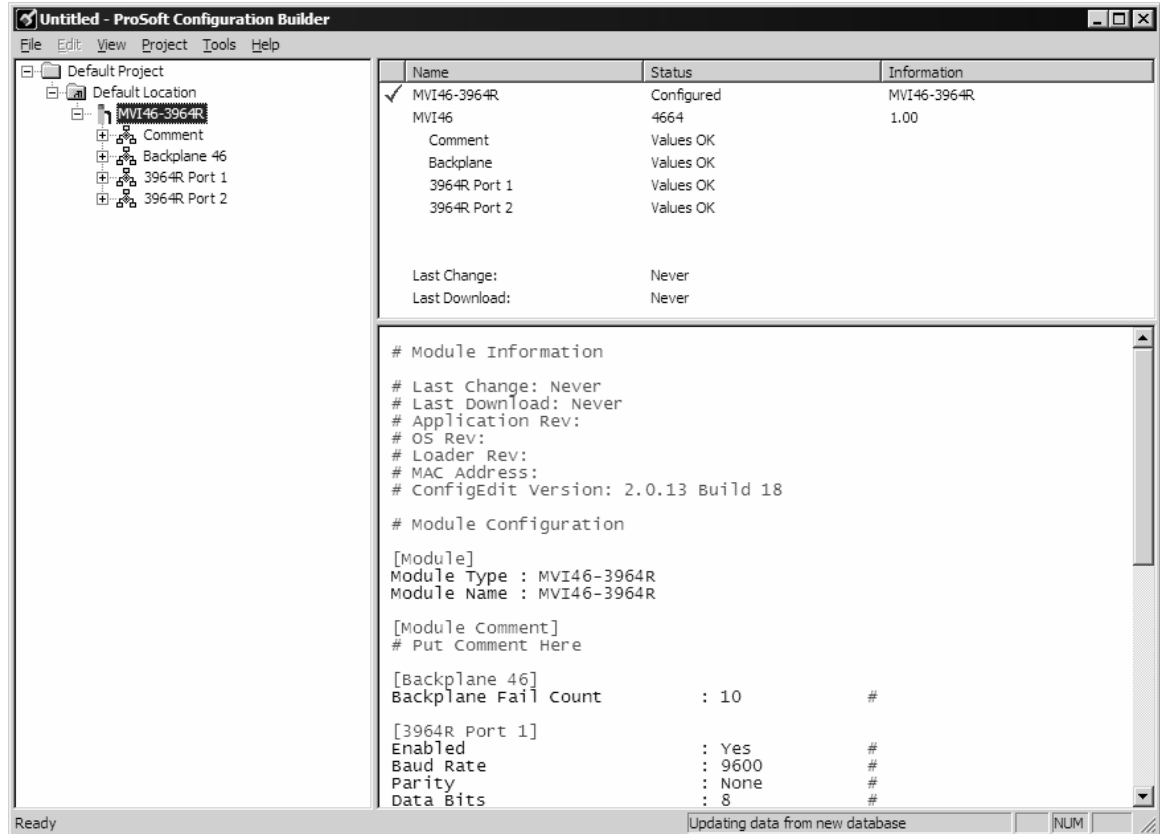 Untitled - ProSoft Configuration Builder
File Edit View Project Tools Help
Default Project
Default Location
MVI46-3964R
Comment
Backplane 46
3964R Port 1
3964R Port 2
Name Status Information
MVI46-3964R Configured MVI46-3964R
MVI46 4664 1.00
Comment Values OK
Backplane Values OK
3964R Port 1 Values OK
3964R Port 2 Values OK
Last Change: Never
Last Download: Never
# Module Information
# Last Change: Never
# Last Download: Never
# Application Rev:
# OS Rev:
# Loader Rev:
# MAC Address:
# ConfigEdit Version: 2.0.13 Build 18
# Module Configuration
[Module]
Module Type : MVI46-3964R
Module Name : MVI46-3964R
[Module Comment]
# Put Comment Here
[Backplane 46]
Backplane Fail Count : 10 #
[3964R Port 1]
Enabled : Yes #
Baud Rate : 9600 #
Parity : None #
Data Bits : 8 #
Ready Updating data from new database NUM